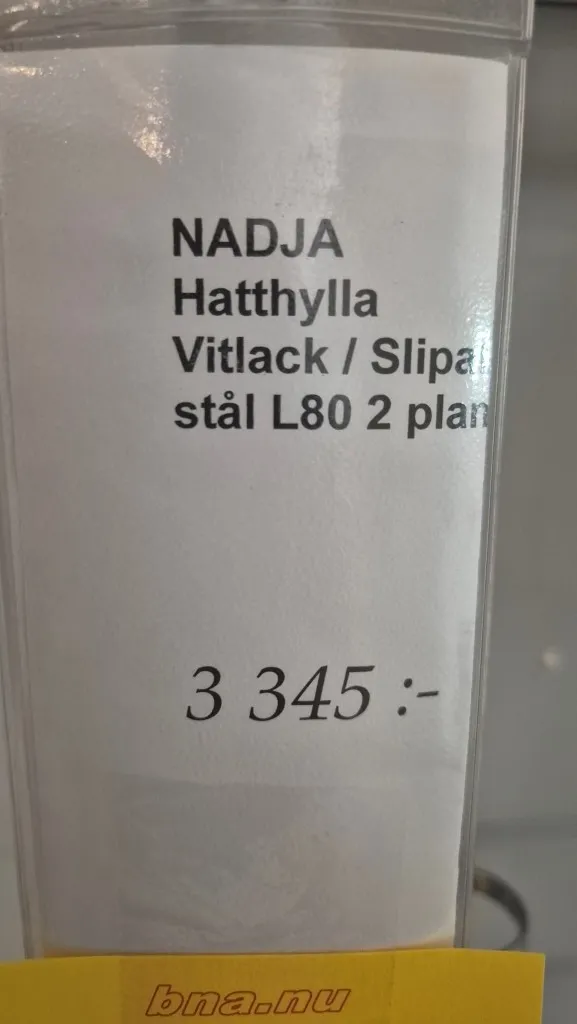 NADJA
Hatthylla
Vitlack / Slipa
stål L80 2 plan
3 345 :-
bna.nu